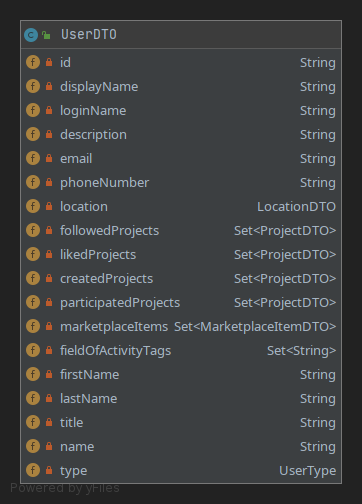 C UserDTO
f id String
f displayName String
f loginName String
f description String
f email String
f phoneNumber String
f location LocationDTO
f followedProjects Set<ProjectDTO>
f likedProjects Set<ProjectDTO>
f createdProjects Set<ProjectDTO>
f participatedProjects Set<ProjectDTO>
f marketplaceItems Set<MarketplaceItemDTO>
f fieldOfActivityTags Set<String>
f firstName String
f lastName String
f title String
f name String
f type UserType
Powered by yFiles